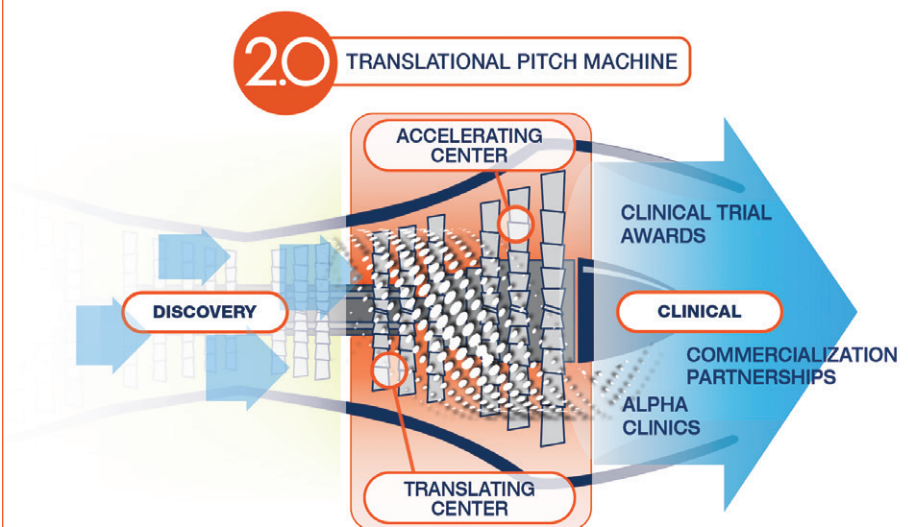 2.0 TRANSLATIONAL PITCH MACHINE
ACCELERATING
CENTER
CLINICAL TRIAL
AWARDS
DISCOVERY
CLINICAL
COMMERCIALIZATION
PARTNERSHIPS
ALPHA
CLINICS
TRANSLATING
CENTER